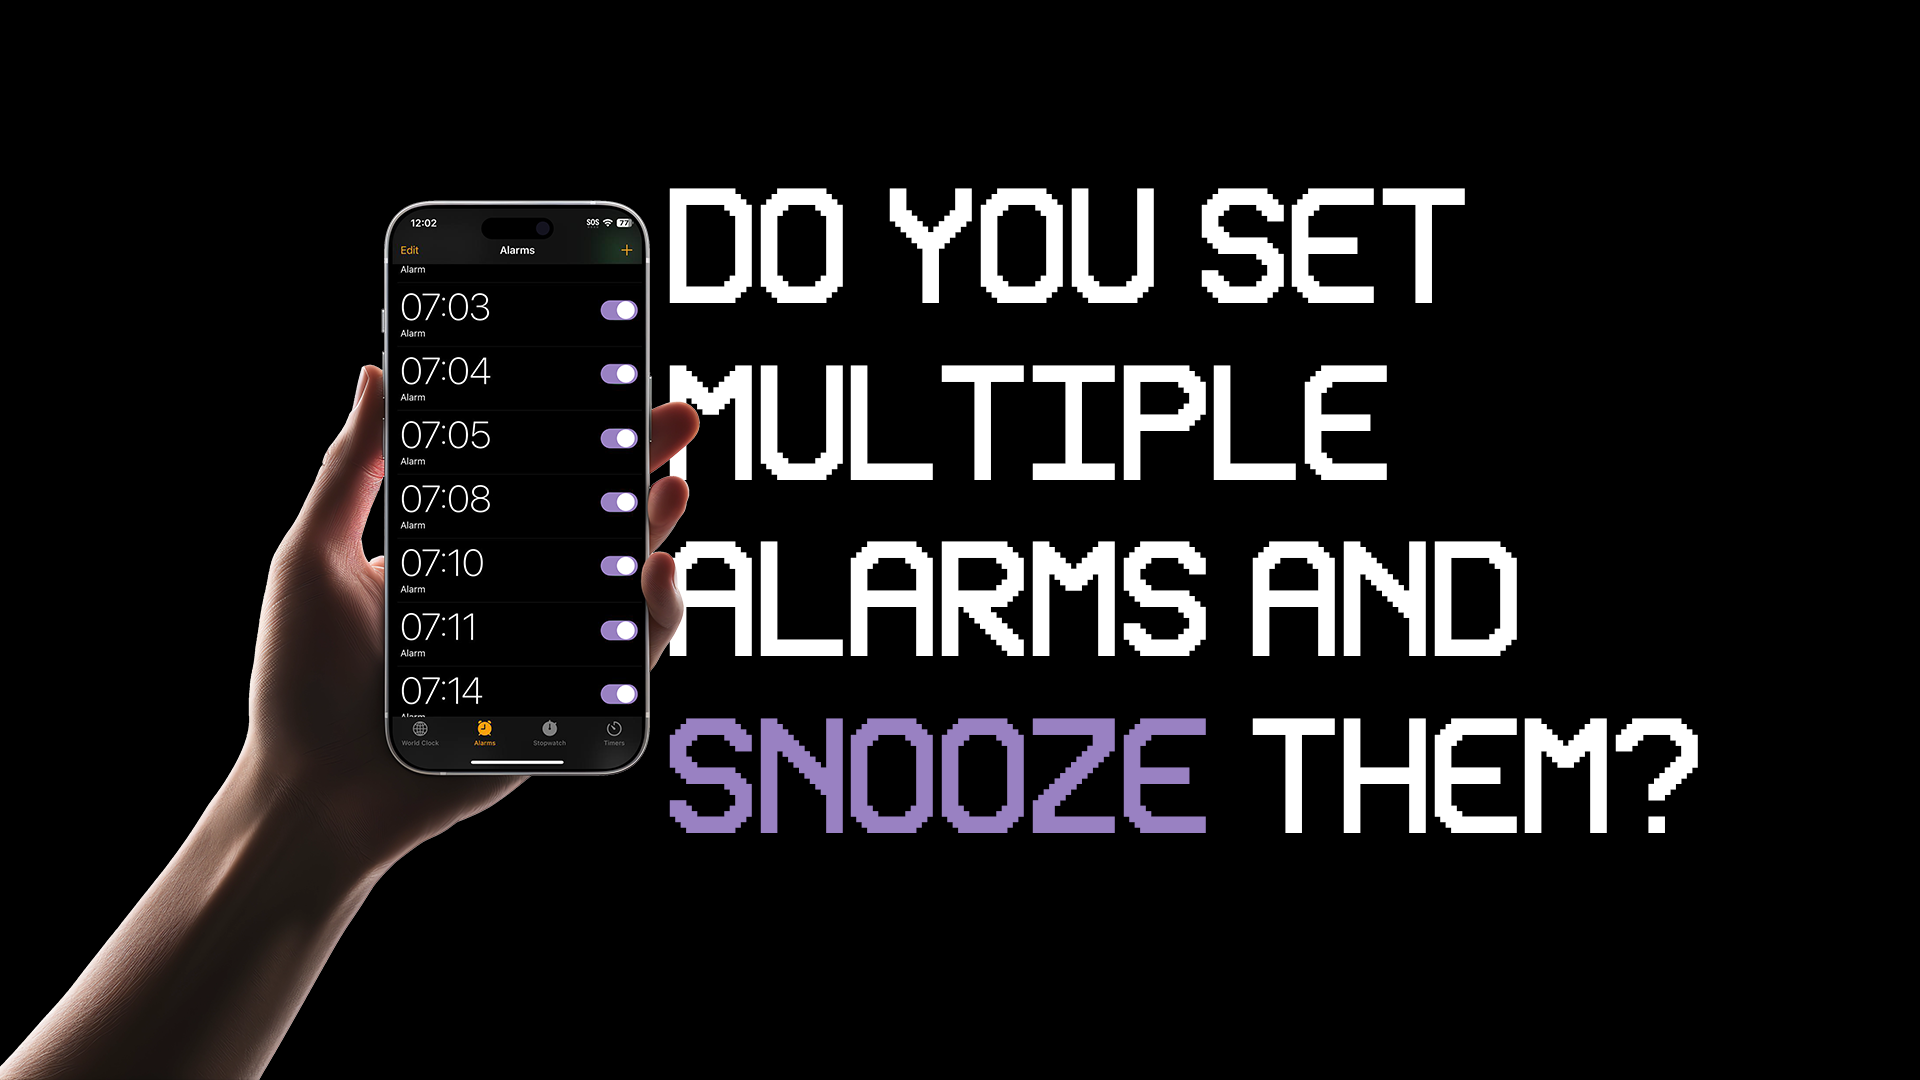 12:02
SOS
77
Edit
Alarms
+
Alarm
07:03
Alarm
07:04
Alarm
07:05
Alarm
07:08
Alarm
07:10
Alarm
07:11
Alarm
07:14
Alarm
World Clock
Alarms
Stopwatch
Timers
DO YOU SET
MULTIPLE
ALARMS AND
SNOOZE THEM?